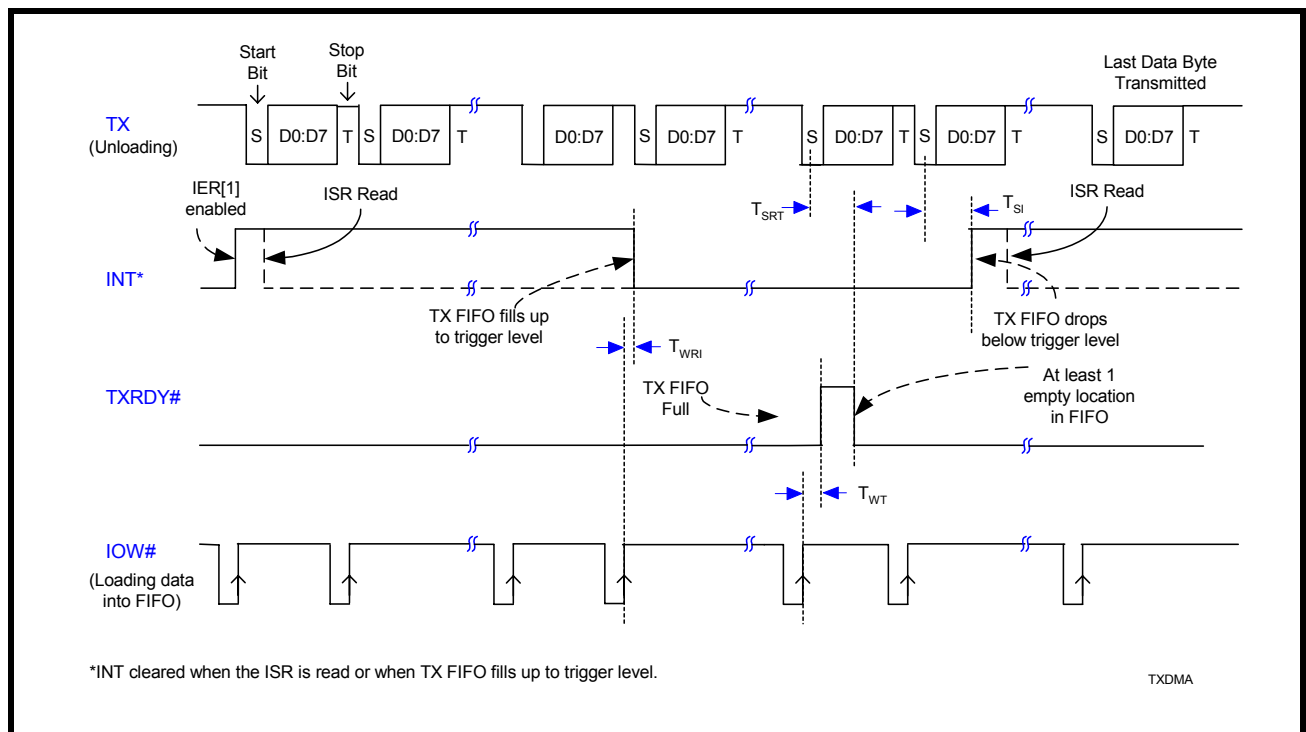 Start
Bit
Stop
Bit
Last Data Byte
Transmitted
TX
(Unloading)
S D0:D7 T S D0:D7 T D0:D7 S D0:D7 T S D0:D7 T S D0:D7 T S D0:D7 T
IER[1]
enabled
ISR Read
TSRT
TSI
ISR Read
INT*
TX FIFO fills up
to trigger level
TX FIFO drops
below trigger level
TWRI
TXRDY#
TX FIFO
Full
At least 1
empty location
in FIFO
TWT
IOW#
(Loading data
into FIFO)
*INT cleared when the ISR is read or when TX FIFO fills up to trigger level.
TXDMA